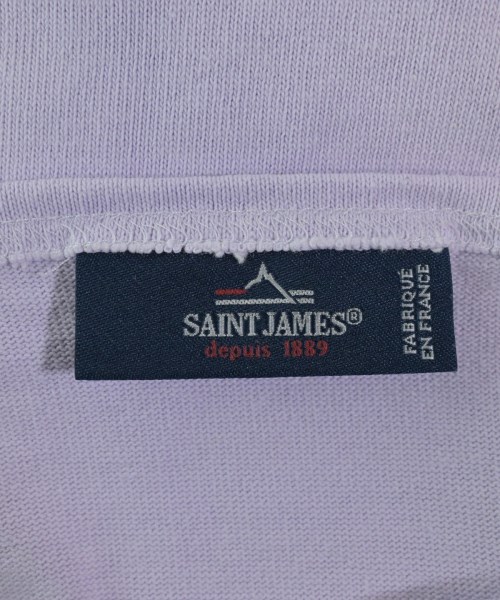 SAINT JAMES®
depuis 1889
FABRIQUÉ
EN FRANCE